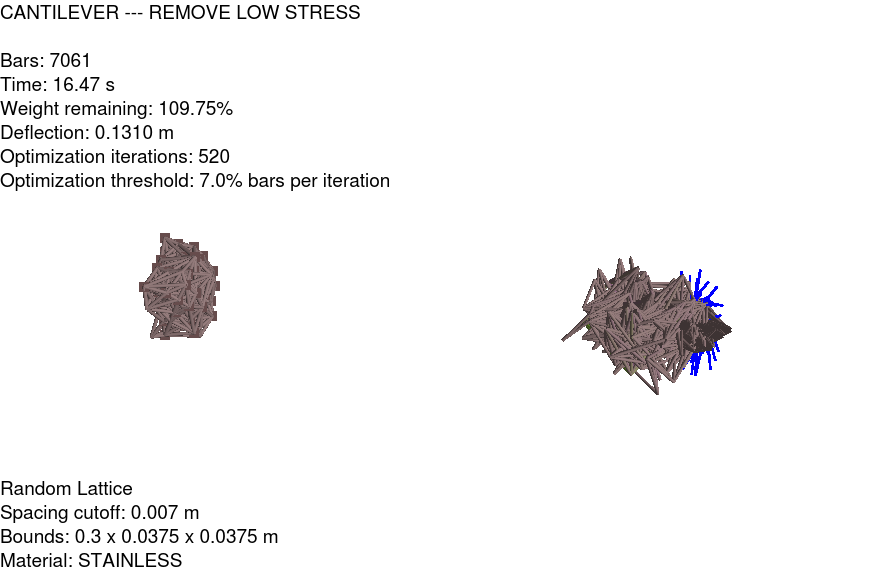 CANTILEVER --- REMOVE LOW STRESS
Bars: 7061
Time: 16.47 s
Weight remaining: 109.75%
Deflection: 0.1310 m
Optimization iterations: 520
Optimization threshold: 7.0% bars per iteration
Random Lattice
Spacing cutoff: 0.007 m
Bounds: 0.3 x 0.0375 x 0.0375 m
Material: STAINLESS